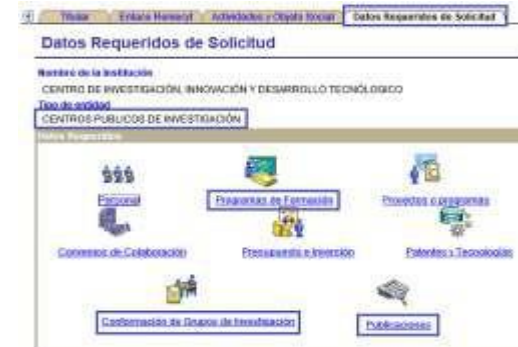 Titular Enlace Reniecyt Actividades y Objeto Social Datos Requeridos de Solicitud
Datos Requeridos de Solicitud
Nombre de la Institución
CENTRO DE INVESTIGACIÓN, INNOVACIÓN Y DESARROLLO TECNÓLOGICO
Tipo de entidad
CENTROS PUBLICOS DE INVESTIGACIÓN
Datos Requeridos
Personal Programas de Formación Proyectos o programas
Convenios de Colaboración Presupuesto e Inversión Patentes y Tecnologías
Conformación de Grupos de Investigación Publicaciones